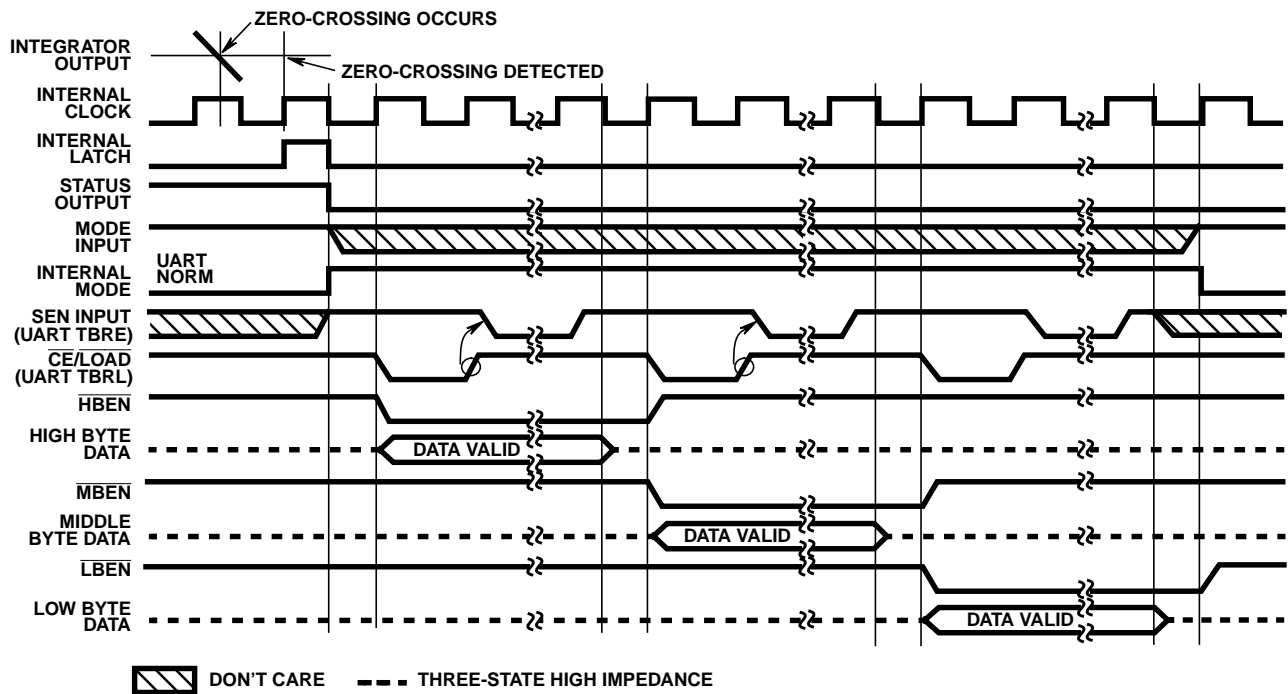 ZERO-CROSSING OCCURS
INTEGRATOR
OUTPUT
ZERO-CROSSING DETECTED
INTERNAL
CLOCK
INTERNAL
LATCH
STATUS
OUTPUT
MODE
INPUT
INTERNAL
MODE
UART
NORM
SEN INPUT
(UART TBRE)
CE/LOAD
(UART TBRL)
HBEN
HIGH BYTE
DATA
DATA VALID
MBEN
MIDDLE
BYTE DATA
DATA VALID
LBEN
LOW BYTE
DATA
DATA VALID
DON'T CARE
THREE-STATE HIGH IMPEDANCE